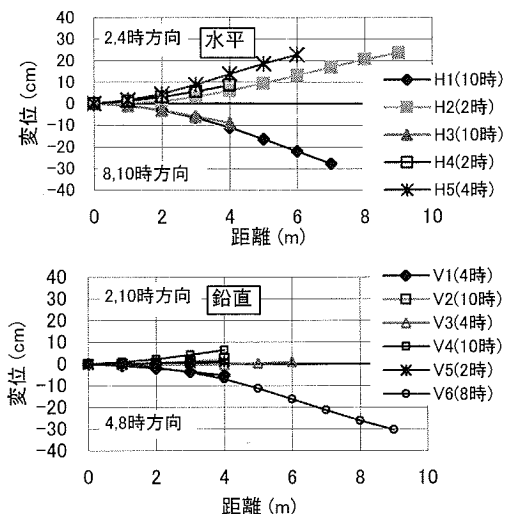 40
30
20
10
0
-10
-20
-30
-40
変位 (cm)
2,4時方向
水平
8,10時方向
0 2 4 6 8 10
距離 (m)
H1(10時)
H2(2時)
H3(10時)
H4(2時)
H5(4時)
40
30
20
10
0
-10
-20
-30
-40
変位 (cm)
2,10時方向
鉛直
4,8時方向
0 2 4 6 8 10
距離 (m)
V1(4時)
V2(10時)
V3(4時)
V4(10時)
V5(2時)
V6(8時)